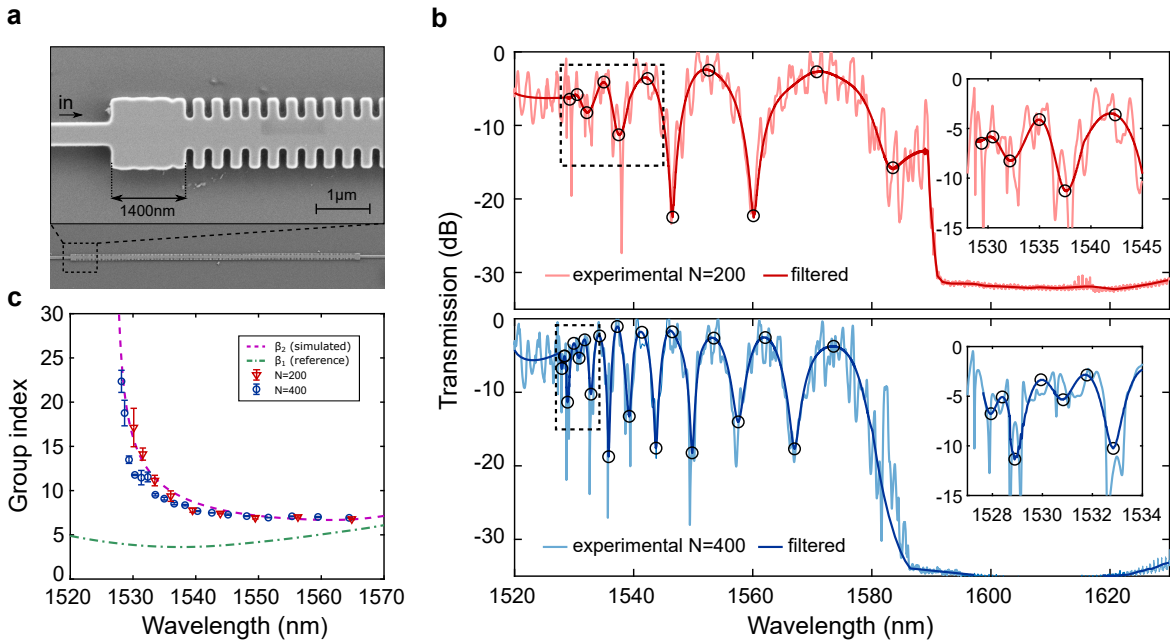 a
in
1400nm
1μm
b
0
-10
-20
-30
Transmission (dB)
experimental N=200
filtered
0
-5
-10
-15
1530
1535
1540
1545
0
-10
-20
-30
experimental N=400
filtered
0
-5
-10
-15
1528
1530
1532
1534
1520
1540
1560
1580
1600
1620
Wavelength (nm)
c
30
25
20
15
10
5
0
Group index
β2 (simulated)
β1 (reference)
N=200
N=400
1520
1530
1540
1550
1560
1570
Wavelength (nm)